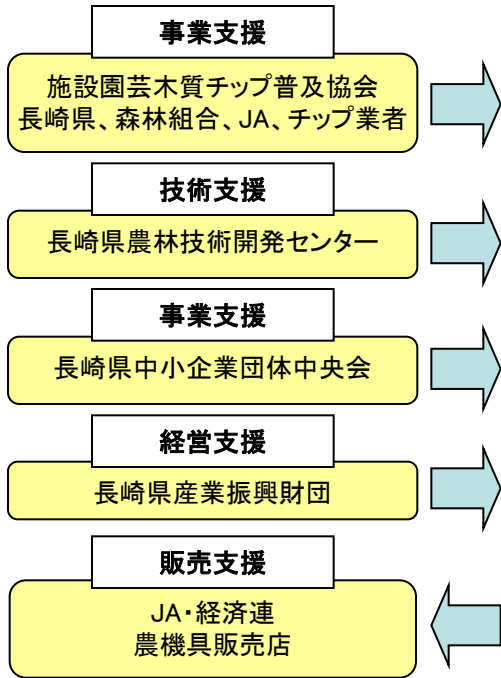 事業支援
施設園芸木質チップ普及協会
長崎県、森林組合、JA、チップ業者
技術支援
長崎県農林技術開発センター
事業支援
長崎県中小企業団体中央会
経営支援
長崎県産業振興財団
販売支援
JA・経済連
農機具販売店